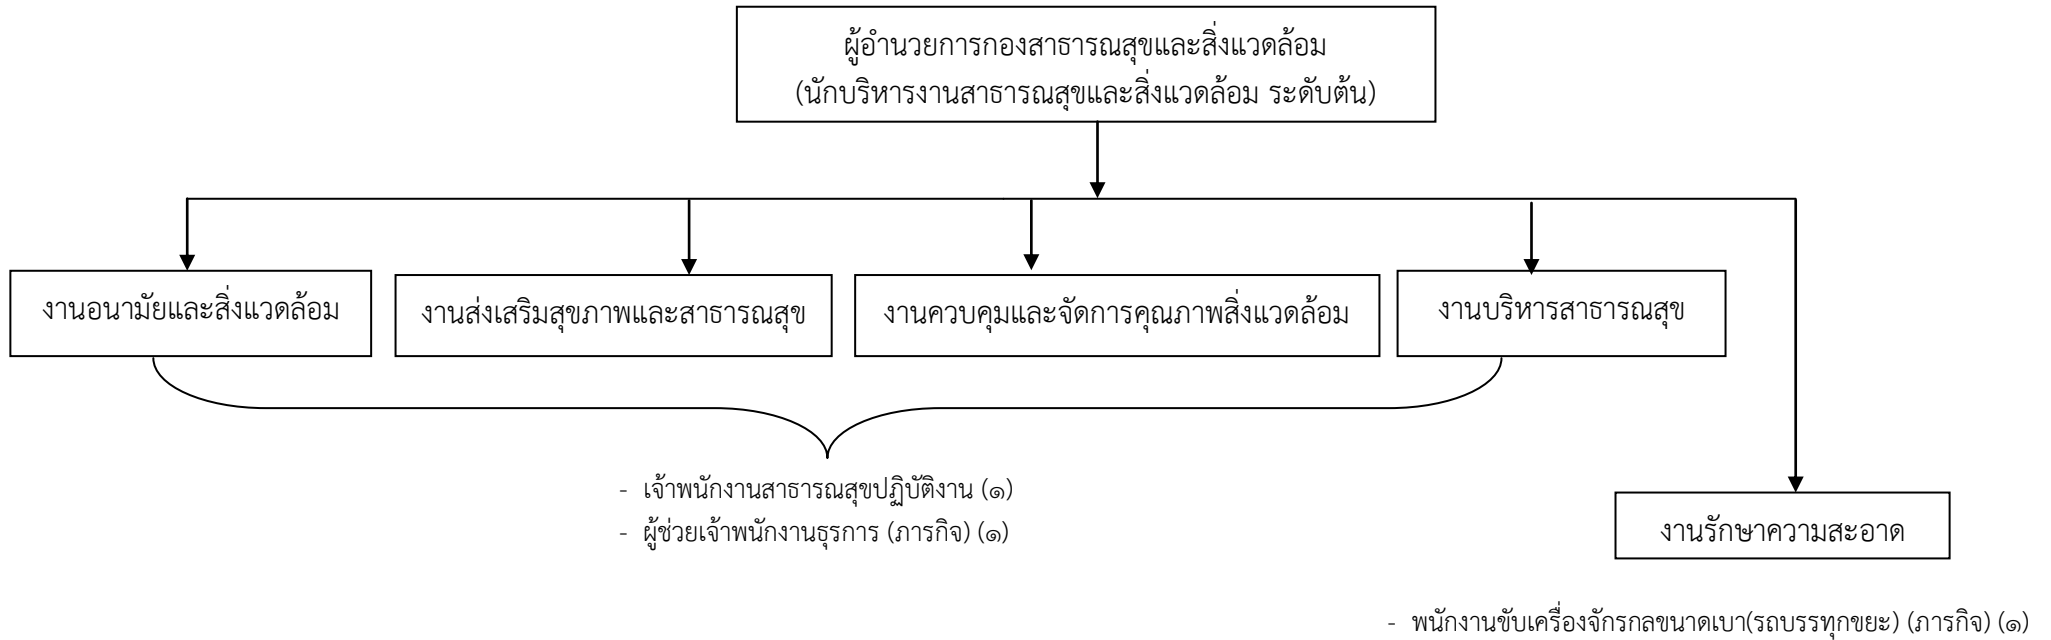 ผู้อำนวยการกองสาธารณสุขและสิ่งแวดล้อม
(นักบริหารงานสาธารณสุขและสิ่งแวดล้อม ระดับต้น)
งานอนามัยและสิ่งแวดล้อม
งานส่งเสริมสุขภาพและสาธารณสุข
งานควบคุมและจัดการคุณภาพสิ่งแวดล้อม
งานบริหารสาธารณสุข
- เจ้าพนักงานสาธารณสุขปฏิบัติงาน (๑)
- ผู้ช่วยเจ้าพนักงานธุรการ (ภารกิจ) (๑)
งานรักษาความสะอาด
- พนักงานขับเครื่องจักรกลขนาดเบา(รถบรรทุกขยะ) (ภารกิจ) (๑)